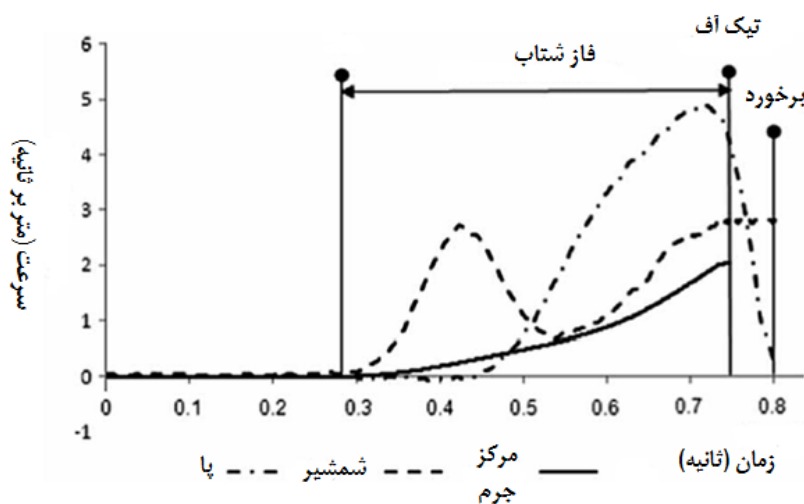 تیک آف
فاز شتاب
برخورد
سرعت (متر بر ثانیه)
6
5
4
3
2
1
0
-1
0 0.1 0.2 0.3 0.4 0.5 0.6 0.7 0.8
زمان (ثانیه)
مرکز جرم
شمشیر
پا